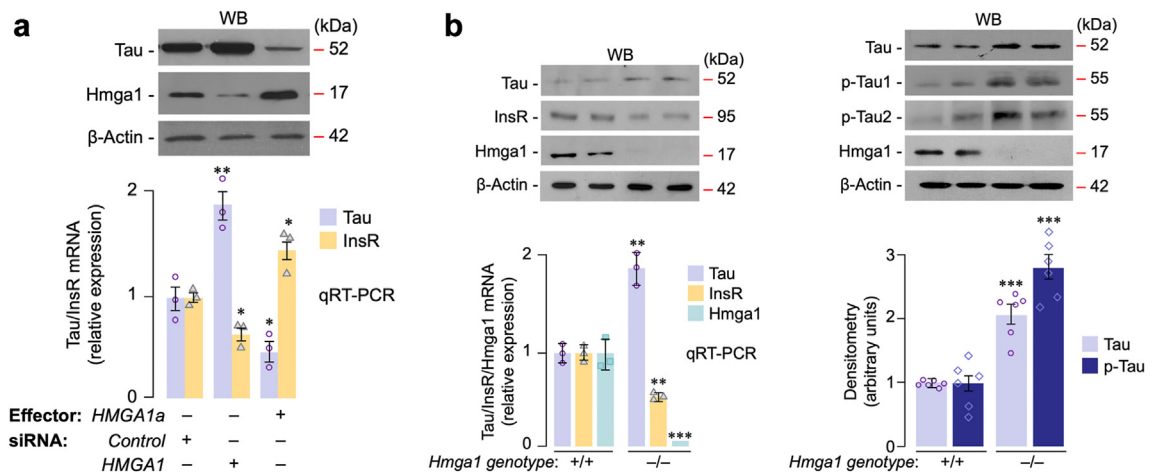 a
WB
(kDa)
Tau - – 52
Hmga1 - – 17
β-Actin - – 42
Tau/InsR mRNA
(relative expression)
2
1
0
**
*
*
*
Tau
InsR
qRT-PCR
Effector: HMGA1a – – +
siRNA: Control + – –
HMGA1 – + –
b
WB
(kDa)
Tau - – 52
InsR - – 95
Hmga1 - – 17
β-Actin - – 42
Tau/InsR/Hmga1 mRNA
(relative expression)
2
1
0
**
**
***
Tau
InsR
Hmga1
qRT-PCR
Hmga1 genotype: +/+ –/–
WB
(kDa)
Tau - – 52
p-Tau1 - – 55
p-Tau2 - – 55
Hmga1 - – 17
β-Actin - – 42
Densitometry
(arbitrary units)
3
2
1
0
***
***
Tau
p-Tau
Hmga1 genotype: +/+ –/–